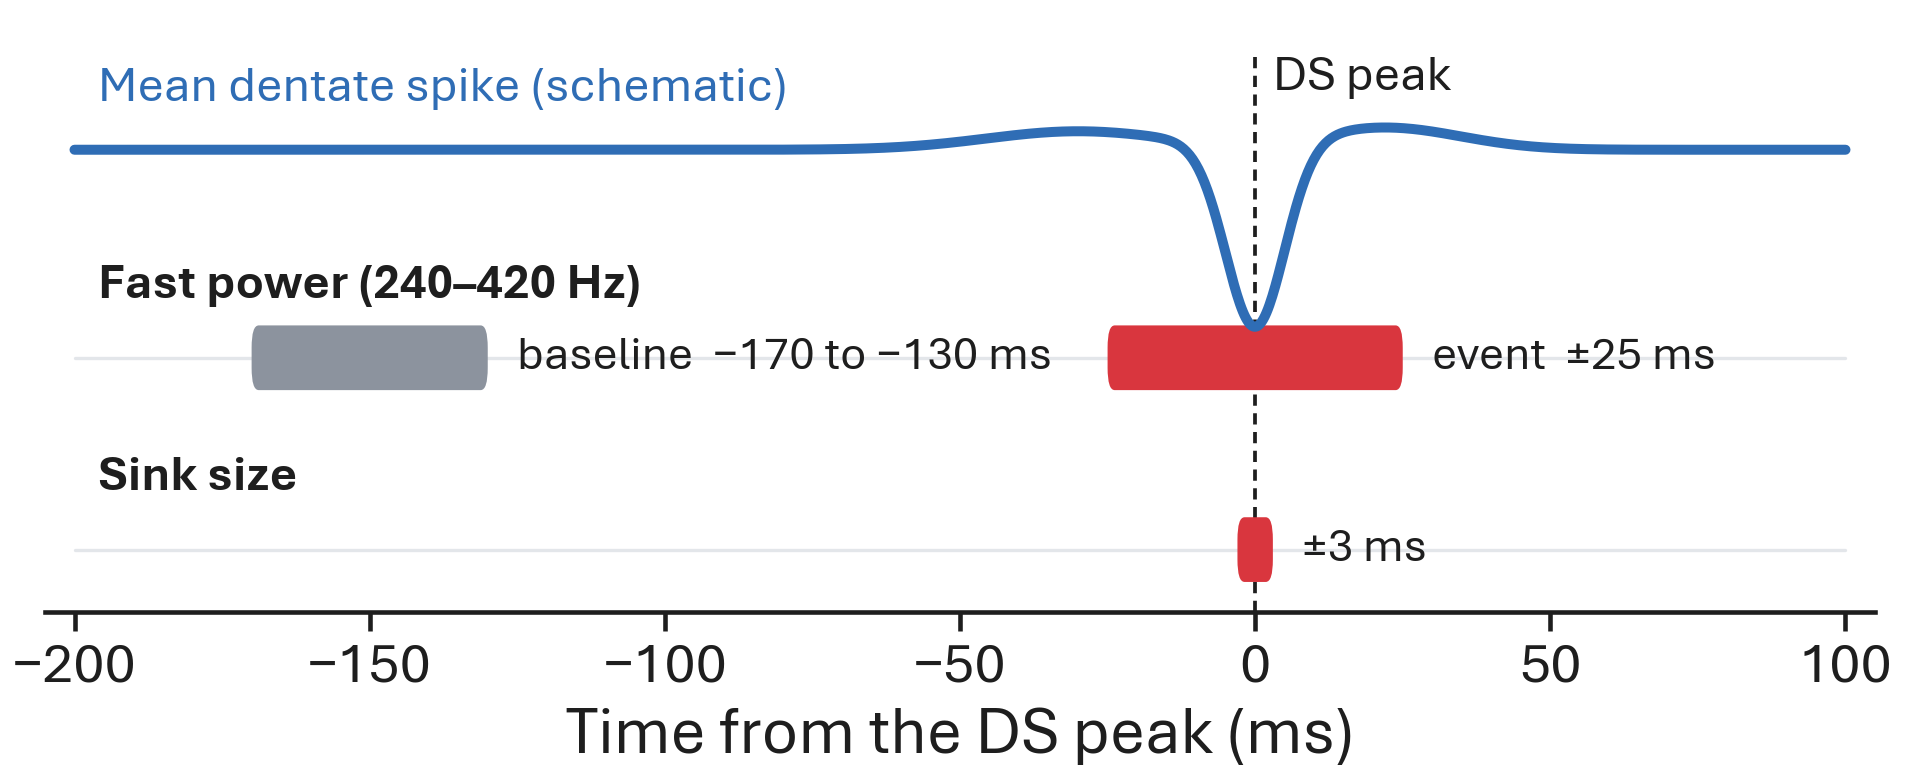 Mean dentate spike (schematic)
DS peak
Fast power (240–420 Hz)
baseline −170 to −130 ms
event ±25 ms
Sink size
±3 ms
−200 −150 −100 −50 0 50 100
Time from the DS peak (ms)